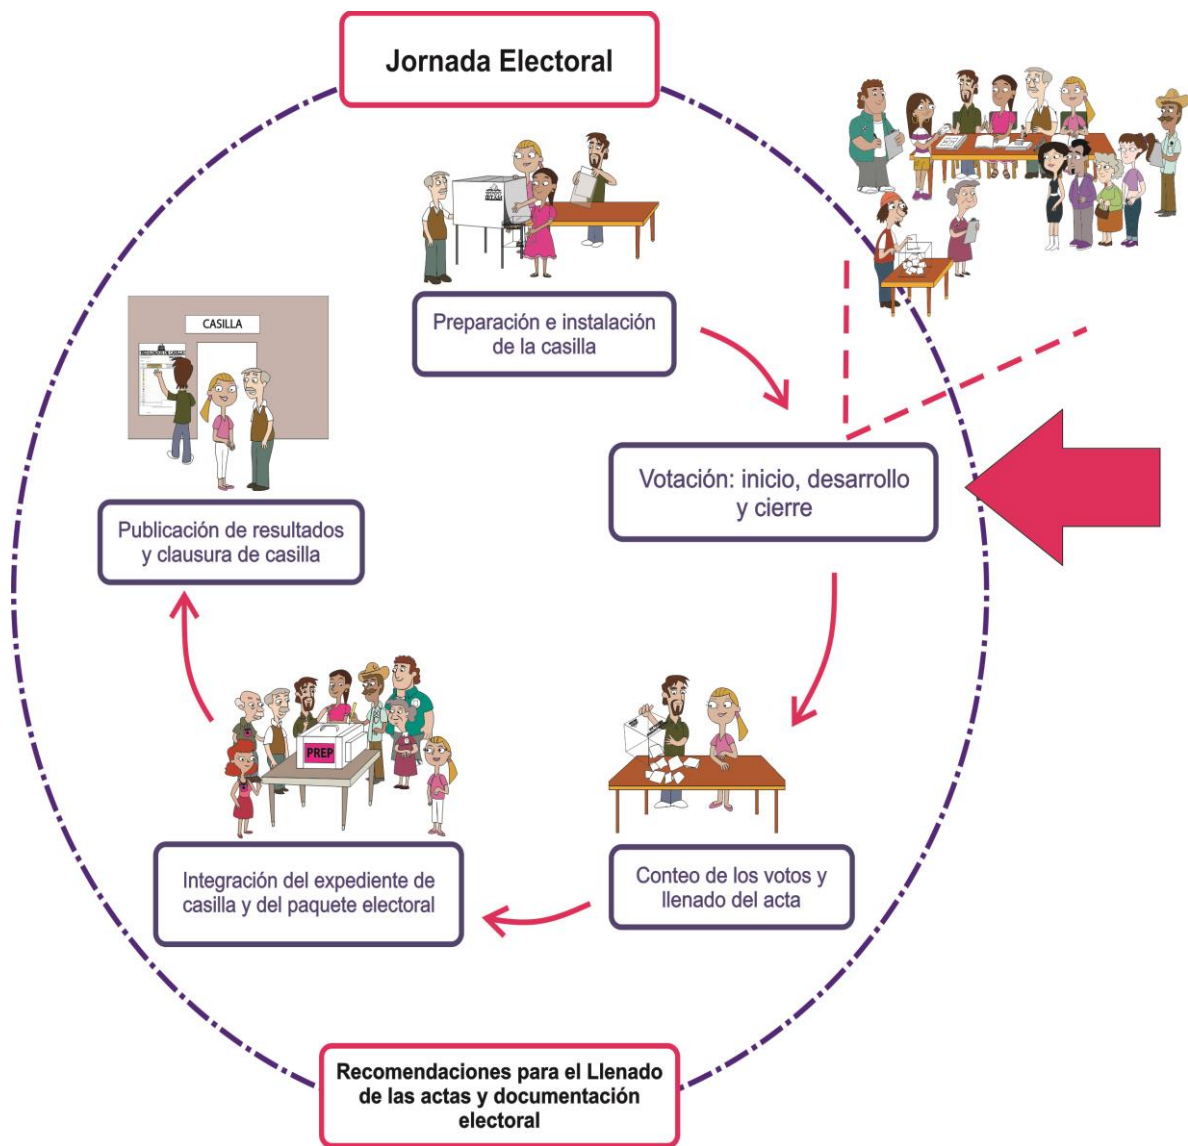 Jornada Electoral
Preparación e instalación
de la casilla
CASILLA
Votación: inicio, desarrollo
y cierre
Publicación de resultados
y clausura de casilla
PREP
Integración del expediente de
casilla y del paquete electoral
Conteo de los votos y
llenado del acta
Recomendaciones para el Llenado
de las actas y documentación
electoral